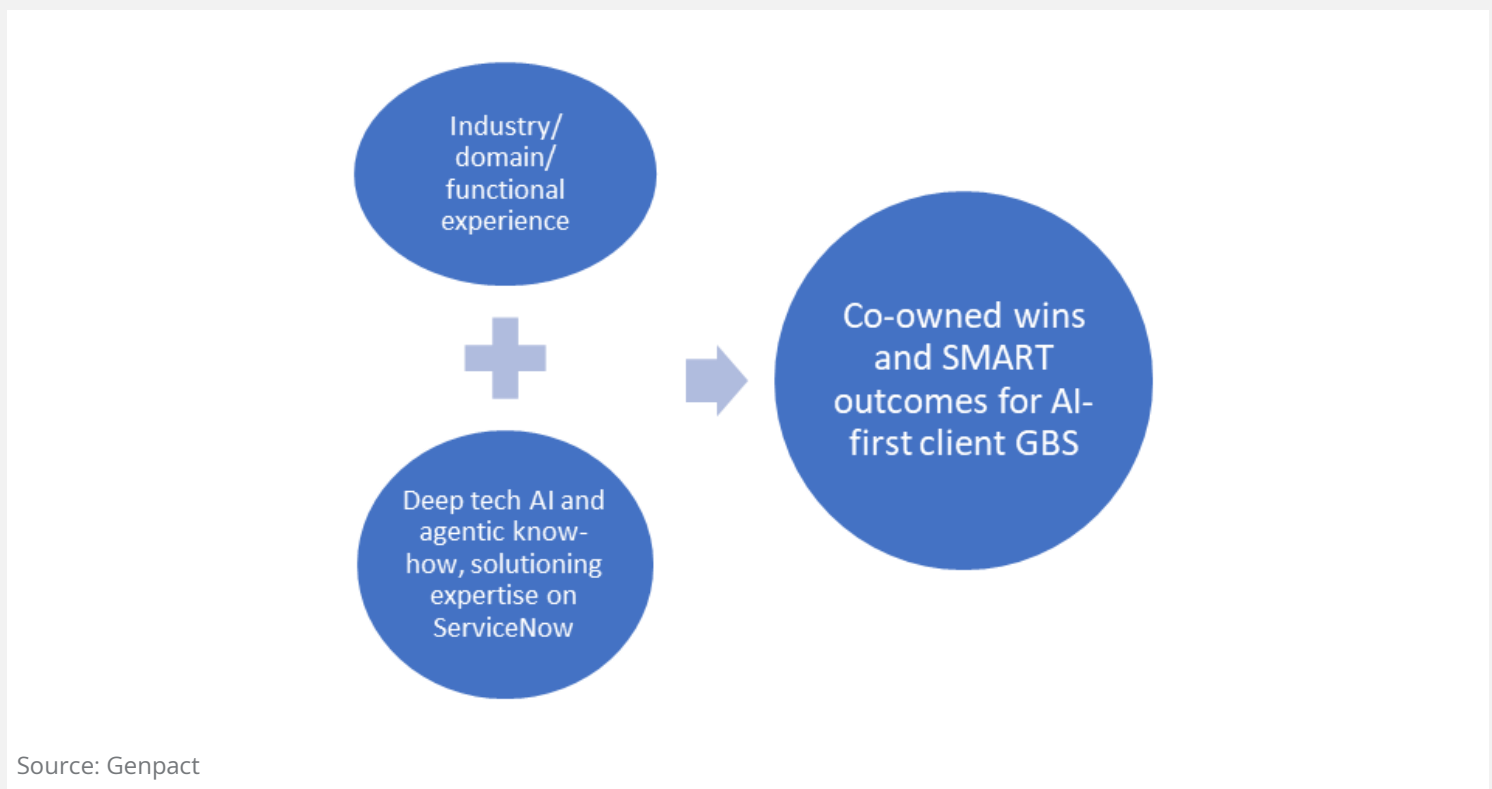 Industry/
domain/
functional
experience
Deep tech AI and
agentic know-
how, solutioning
expertise on
ServiceNow
Co-owned wins
and SMART
outcomes for AI-
first client GBS
Source: Genpact